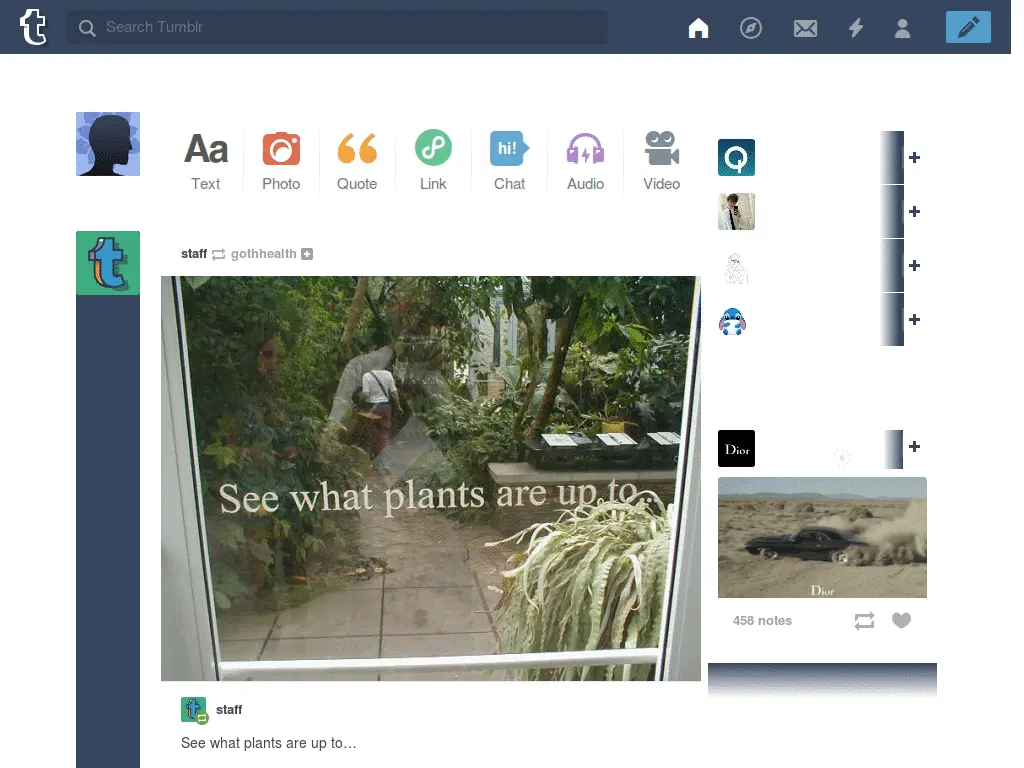 Search Tumblr
Aa
hi!
Text
Photo
Quote
Link
Chat
Audio
Video
staff gothhealth
See what plants are up to...
staff
See what plants are up to…
Dior
Dior
458 notes